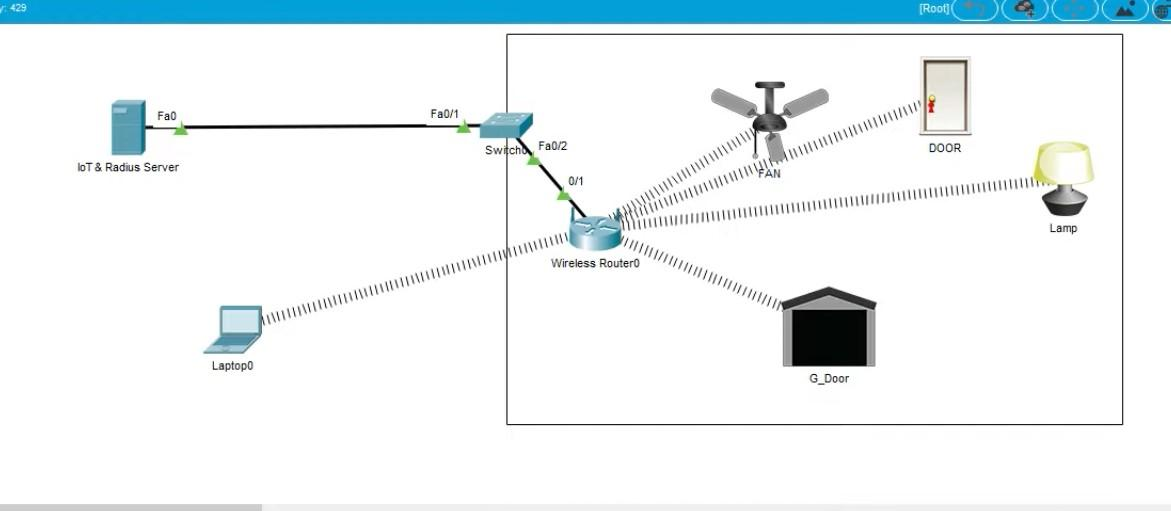 y: 429
[Root]
Fa0
IoT & Radius Server
Fa0/1
Switch0
Fa0/2
0/1
Wireless Router0
FAN
DOOR
Lamp
Laptop0
G_Door